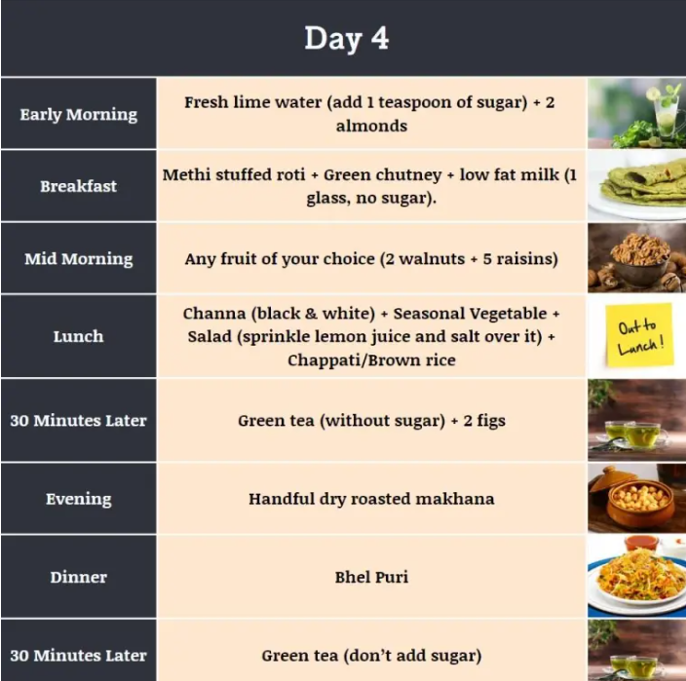 Day 4
Early Morning
Fresh lime water (add 1 teaspoon of sugar) + 2
almonds
Breakfast
Methi stuffed roti + Green chutney + low fat milk (1
glass, no sugar).
Mid Morning
Any fruit of your choice (2 walnuts + 5 raisins)
Lunch
Channa (black & white) + Seasonal Vegetable +
Salad (sprinkle lemon juice and salt over it) +
Chappati/Brown rice
Out to
Lunch!
30 Minutes Later
Green tea (without sugar) + 2 figs
Evening
Handful dry roasted makhana
Dinner
Bhel Puri
30 Minutes Later
Green tea (don't add sugar)